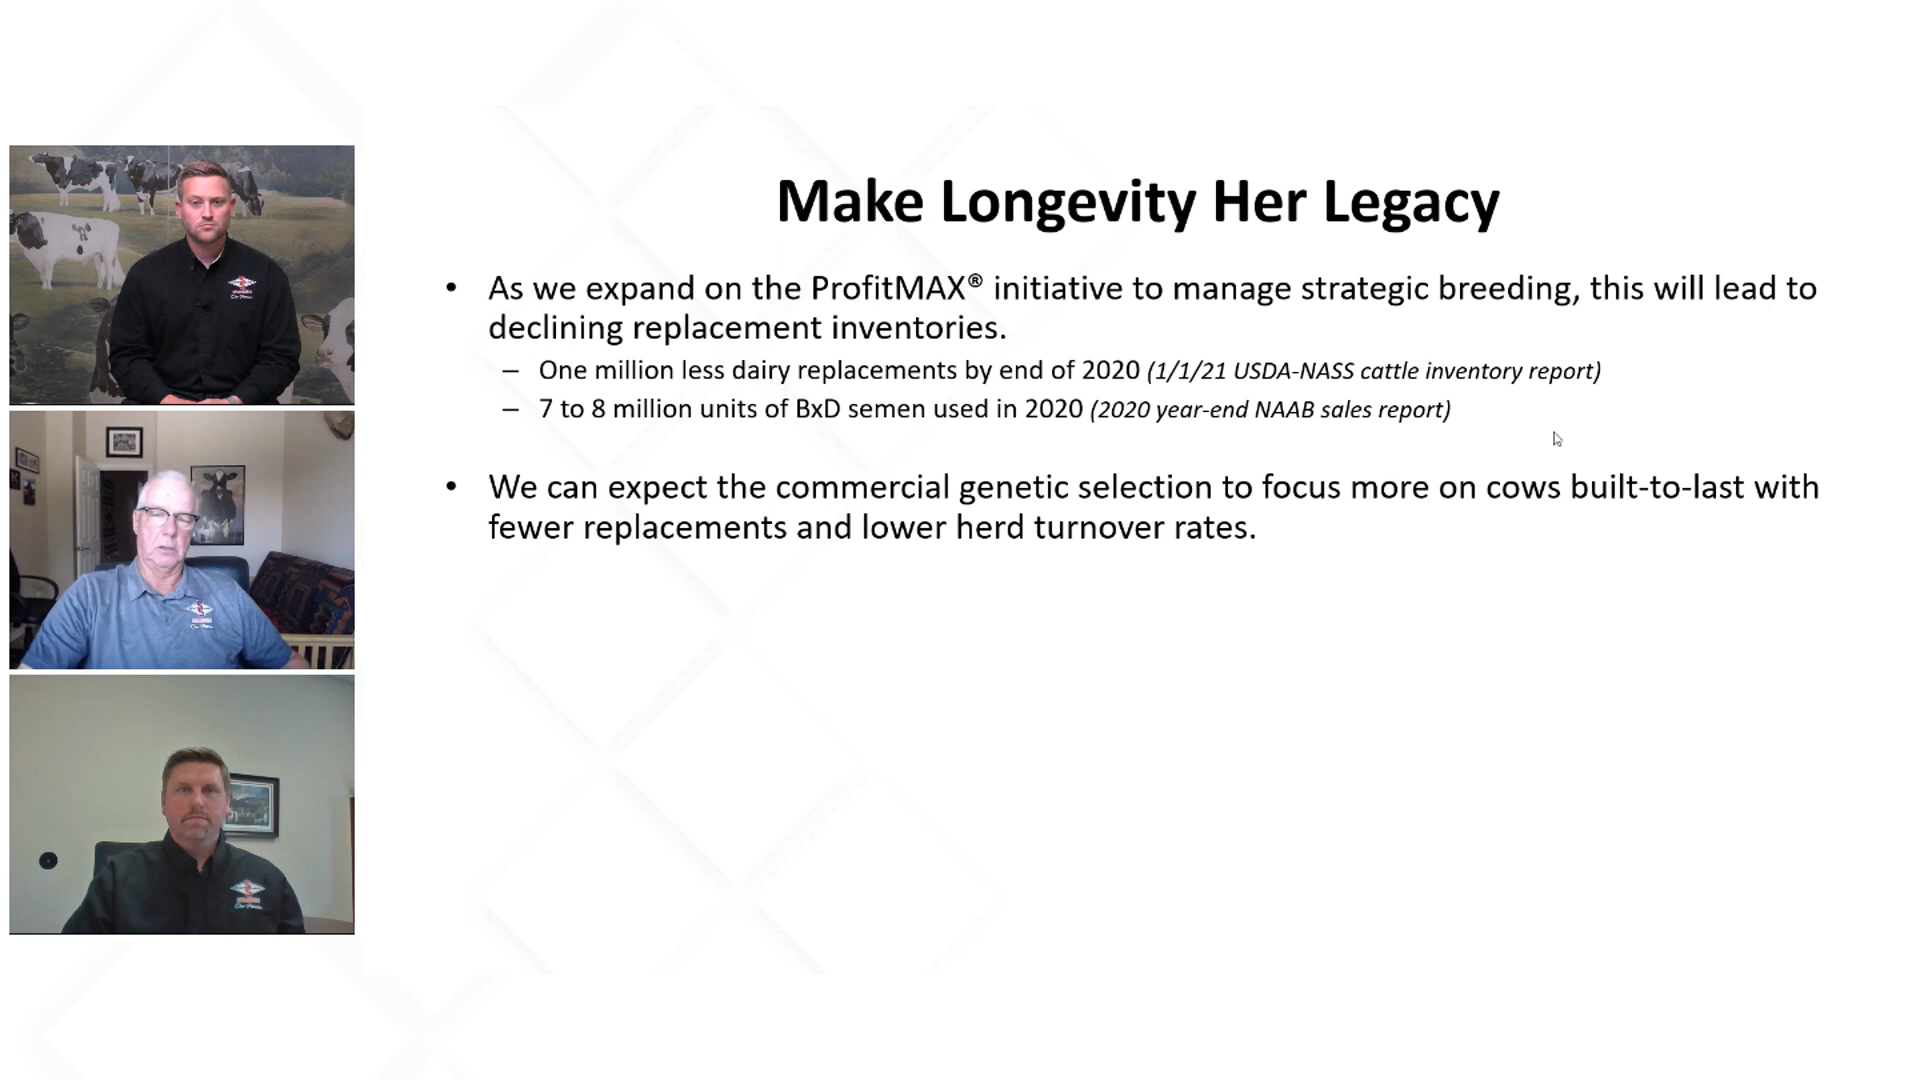 Make Longevity Her Legacy
• As we expand on the ProfitMAX® initiative to manage strategic breeding, this will lead to
declining replacement inventories.
– One million less dairy replacements by end of 2020 (1/1/21 USDA-NASS cattle inventory report)
– 7 to 8 million units of BxD semen used in 2020 (2020 year-end NAAB sales report)
• We can expect the commercial genetic selection to focus more on cows built-to-last with
fewer replacements and lower herd turnover rates.